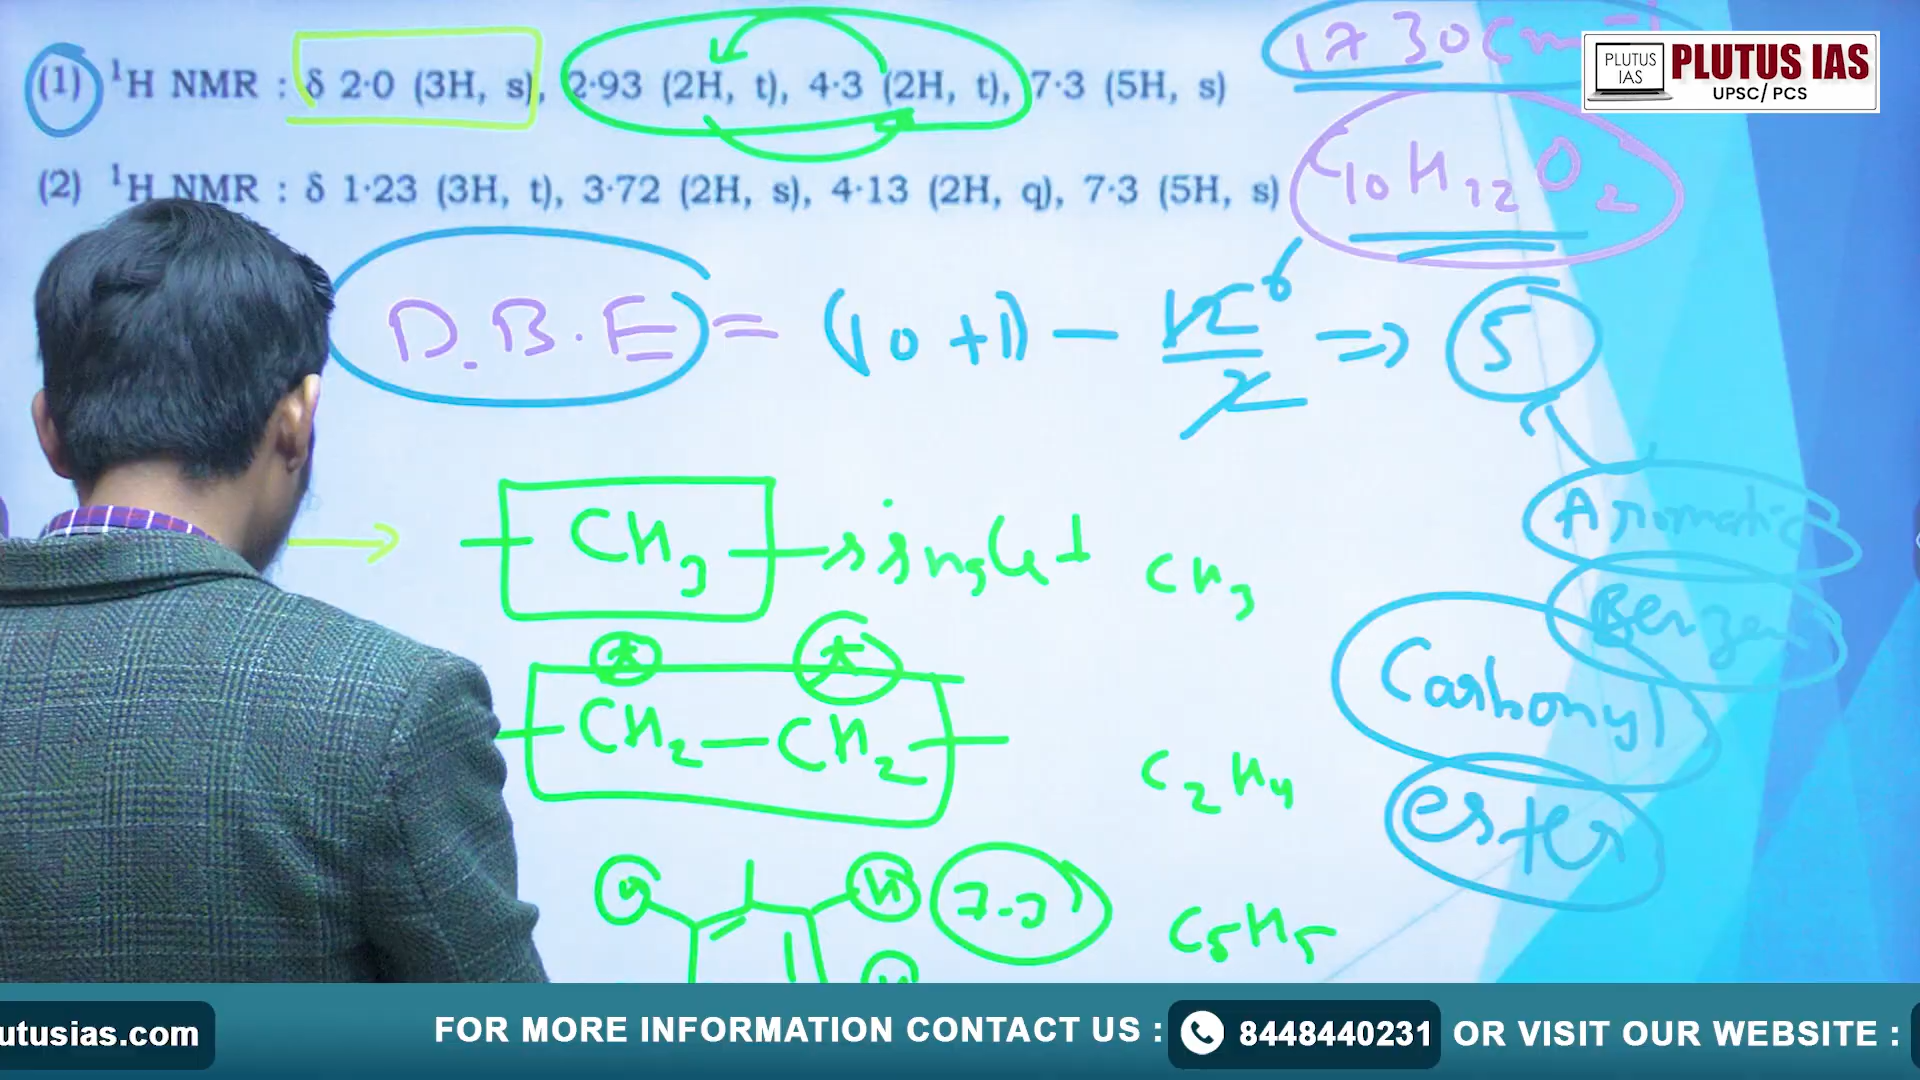 1730 Cm⁻¹
PLUTUS IAS
PLUTUS IAS
UPSC/ PCS
(1) ¹H NMR : δ 2·0 (3H, s), 2·93 (2H, t), 4·3 (2H, t), 7·3 (5H, s)
C10H12O2
(2) ¹H NMR : δ 1·23 (3H, t), 3·72 (2H, s), 4·13 (2H, q), 7·3 (5H, s)
D.B.E = (10+1) - 12/2 6 => 5
Aromatic
CH3 singlet CH3
Benzen
Carbonyl
CH2—CH2
C2H4
ester
H 7.3
C5H5
H
utusias.com
FOR MORE INFORMATION CONTACT US : 8448440231 OR VISIT OUR WEBSITE :